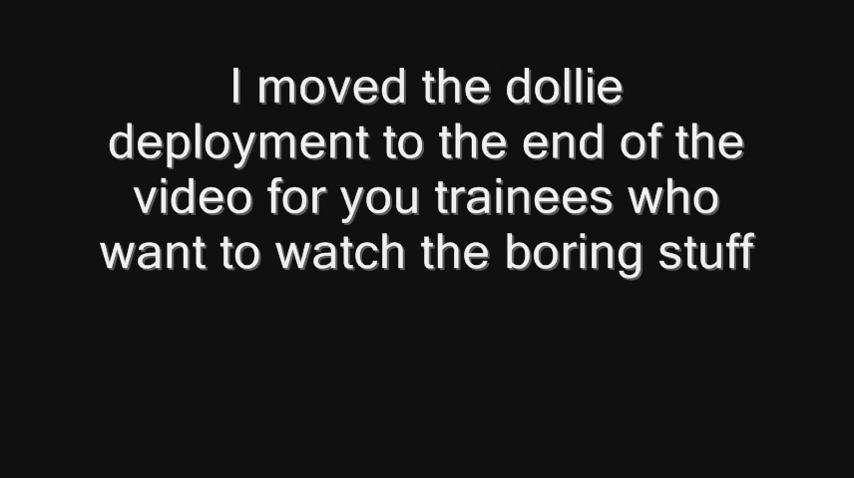 I moved the dollie
deployment to the end of the
video for you trainees who
want to watch the boring stuff